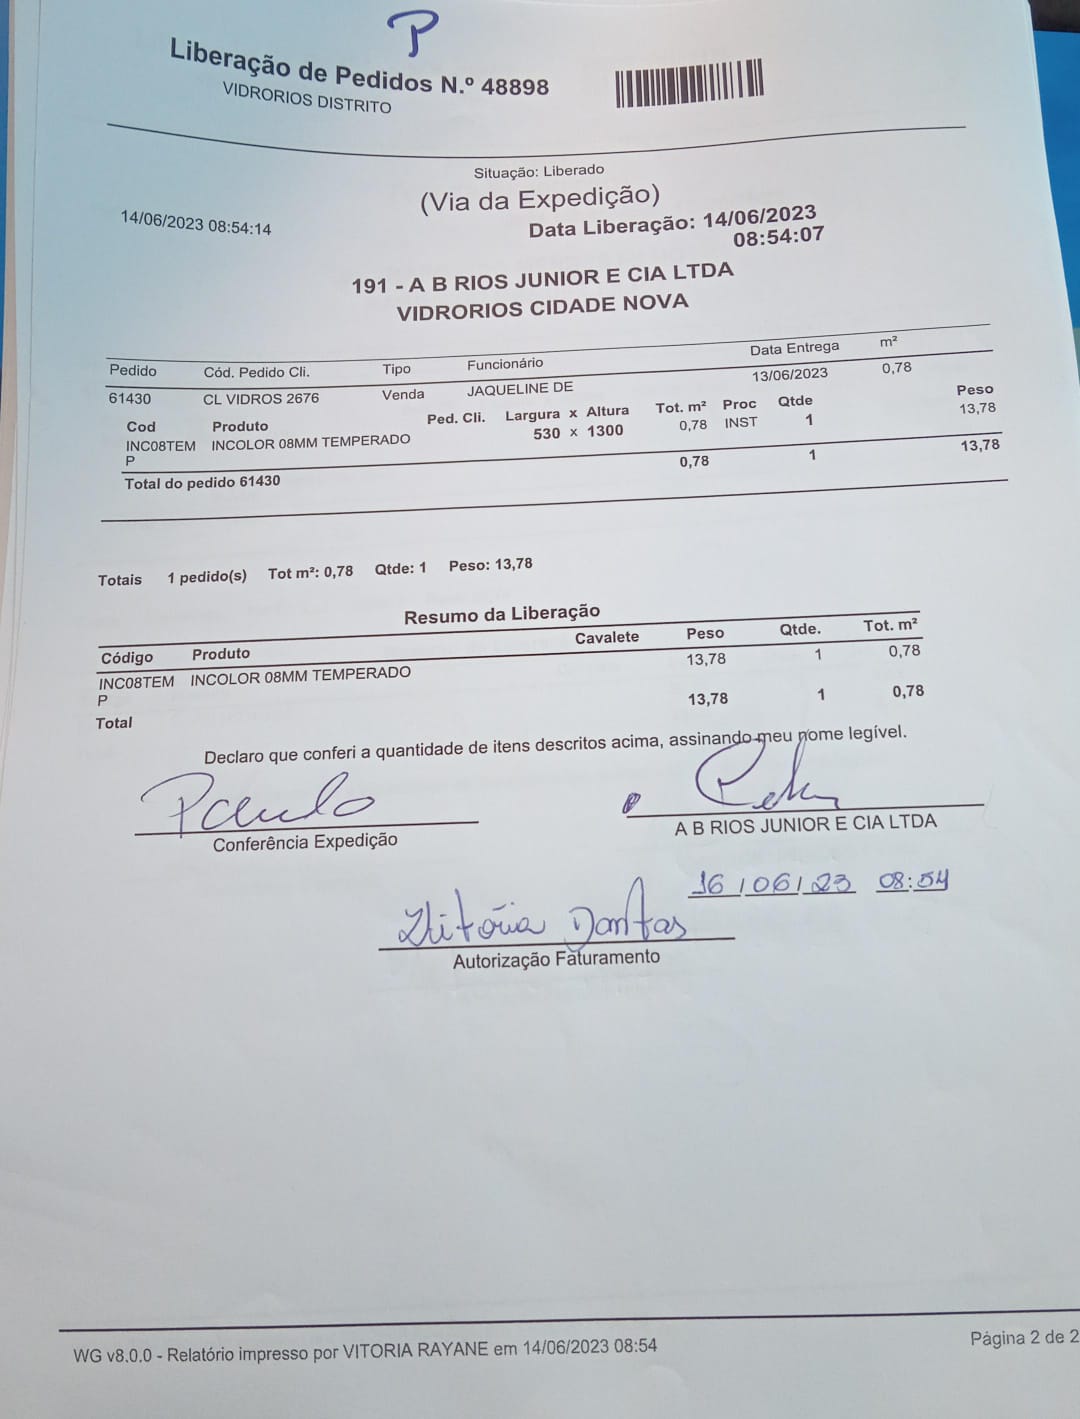 P
Liberação de Pedidos N.º 48898
VIDRORIOS DISTRITO
Situação: Liberado
(Via da Expedição)
14/06/2023 08:54:14
Data Liberação: 14/06/2023
08:54:07
191 - A B RIOS JUNIOR E CIA LTDA
VIDRORIOS CIDADE NOVA
Pedido Cód. Pedido Cli. Tipo Funcionário Data Entrega m²
61430 CL VIDROS 2676 Venda JAQUELINE DE 13/06/2023 0,78
Cod Produto Ped. Cli. Largura x Altura Tot. m² Proc Qtde Peso
INC08TEM INCOLOR 08MM TEMPERADO 530 x 1300 0,78 INST 1 13,78
P
Total do pedido 61430 0,78 1 13,78
Totais 1 pedido(s) Tot m²: 0,78 Qtde: 1 Peso: 13,78
Resumo da Liberação
Código Produto Cavalete Peso Qtde. Tot. m²
INC08TEM INCOLOR 08MM TEMPERADO 13,78 1 0,78
P
Total 13,78 1 0,78
Declaro que conferi a quantidade de itens descritos acima, assinando meu nome legível.
Paulo
Conferência Expedição
A B RIOS JUNIOR E CIA LTDA
16/06/23 08:54
Vitória Dantas
Autorização Faturamento
WG v8.0.0 - Relatório impresso por VITORIA RAYANE em 14/06/2023 08:54
Página 2 de 2